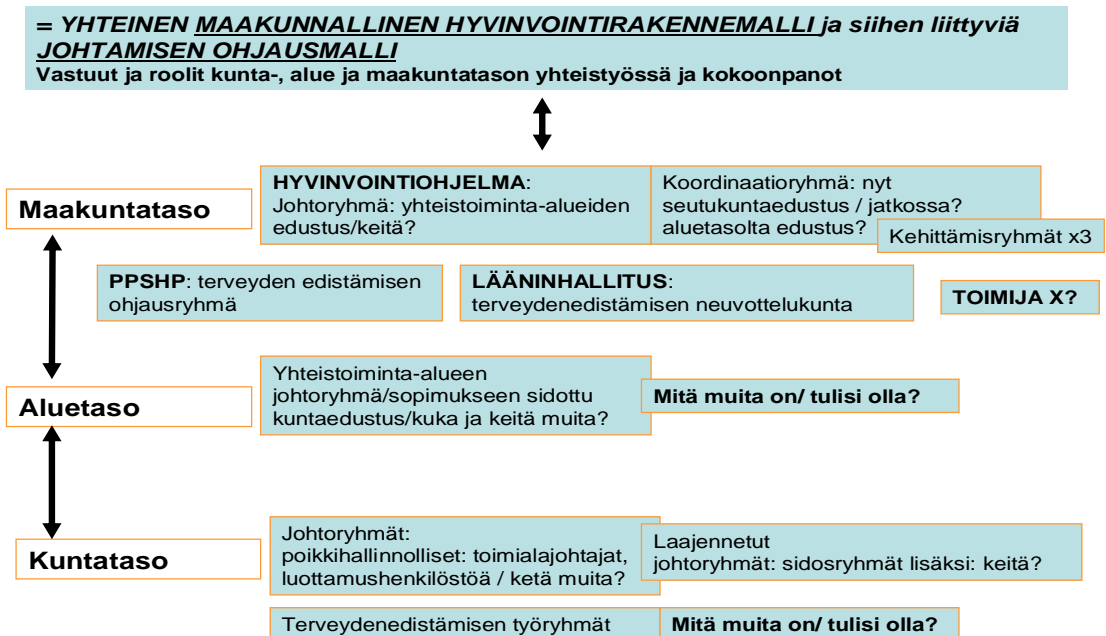 = YHTEINEN MAAKUNNALLINEN HYVINVOINTIRAKENNEMALLI ja siihen liittyviä
JOHTAMISEN OHJAUSMALLI
Vastuut ja roolit kunta-, alue ja maakuntatason yhteistyössä ja kokoonpanot
Maakuntataso
HYVINVOINTIOHJELMA:
Johtoryhmä: yhteistoiminta-alueiden
edustus/keitä?
Koordinaatioryhmä: nyt
seutukuntaedustus / jatkossa?
aluetasolta edustus?
Kehittämisryhmät x3
PPSHP: terveyden edistämisen
ohjausryhmä
LÄÄNINHALLITUS:
terveydenedistämisen neuvottelukunta
TOIMIJA X?
Aluetaso
Yhteistoiminta-alueen
johtoryhmä/sopimukseen sidottu
kuntaedustus/kuka ja keitä muita?
Mitä muita on/ tulisi olla?
Kuntataso
Johtoryhmät:
poikkihallinnolliset: toimialajohtajat,
luottamushenkilöstöä / ketä muita?
Laajennetut
johtoryhmät: sidosryhmät lisäksi: keitä?
Terveydenedistämisen työryhmät
Mitä muita on/ tulisi olla?